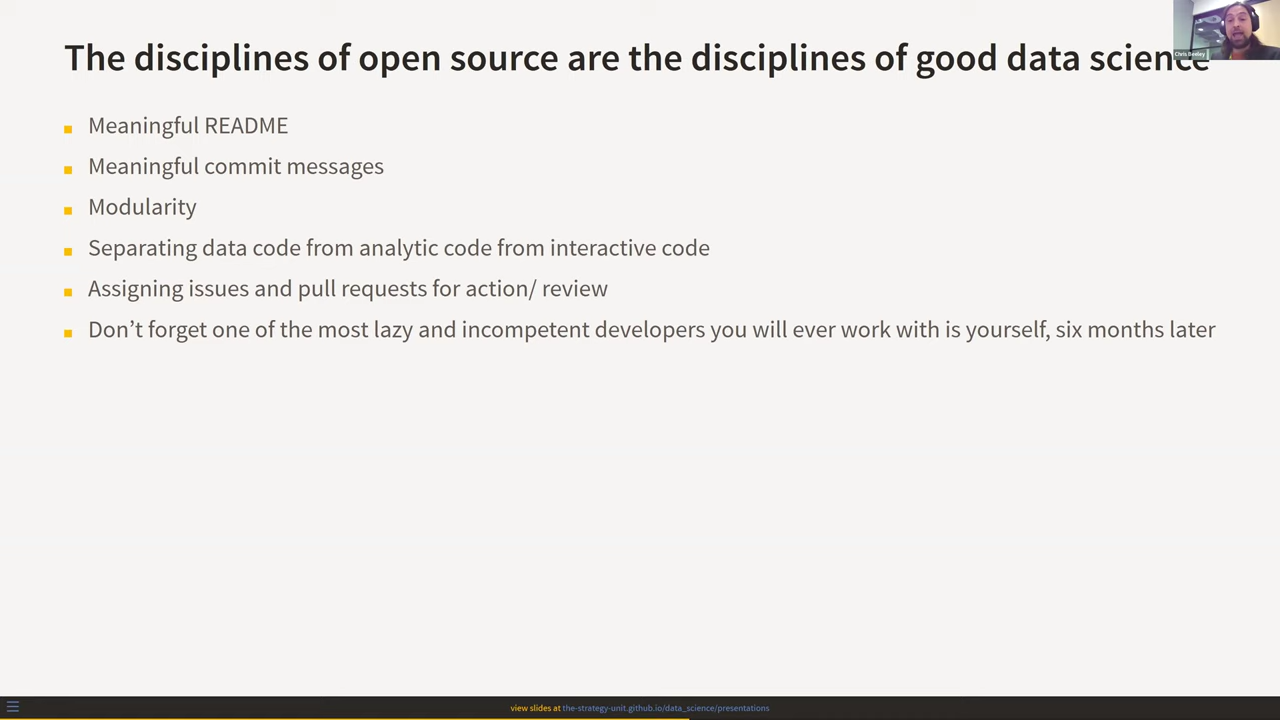 The disciplines of open source are the disciplines of good data science
Chris Beeley
Meaningful README
Meaningful commit messages
Modularity
Separating data code from analytic code from interactive code
Assigning issues and pull requests for action/ review
Don’t forget one of the most lazy and incompetent developers you will ever work with is yourself, six months later
view slides at the-strategy-unit.github.io/data_science/presentations